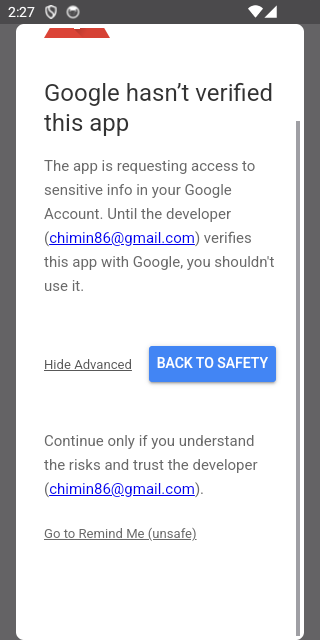 2:27
Google hasn’t verified
this app
The app is requesting access to
sensitive info in your Google
Account. Until the developer
(chimin86@gmail.com) verifies
this app with Google, you shouldn't
use it.
Hide Advanced
BACK TO SAFETY
Continue only if you understand
the risks and trust the developer
(chimin86@gmail.com).
Go to Remind Me (unsafe)